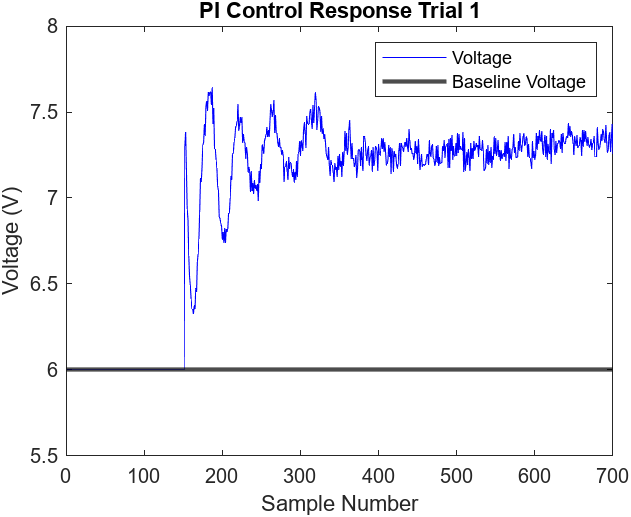 PI Control Response Trial 1
8
7.5
7
6.5
6
5.5
Voltage (V)
Voltage
Baseline Voltage
0 100 200 300 400 500 600 700
Sample Number